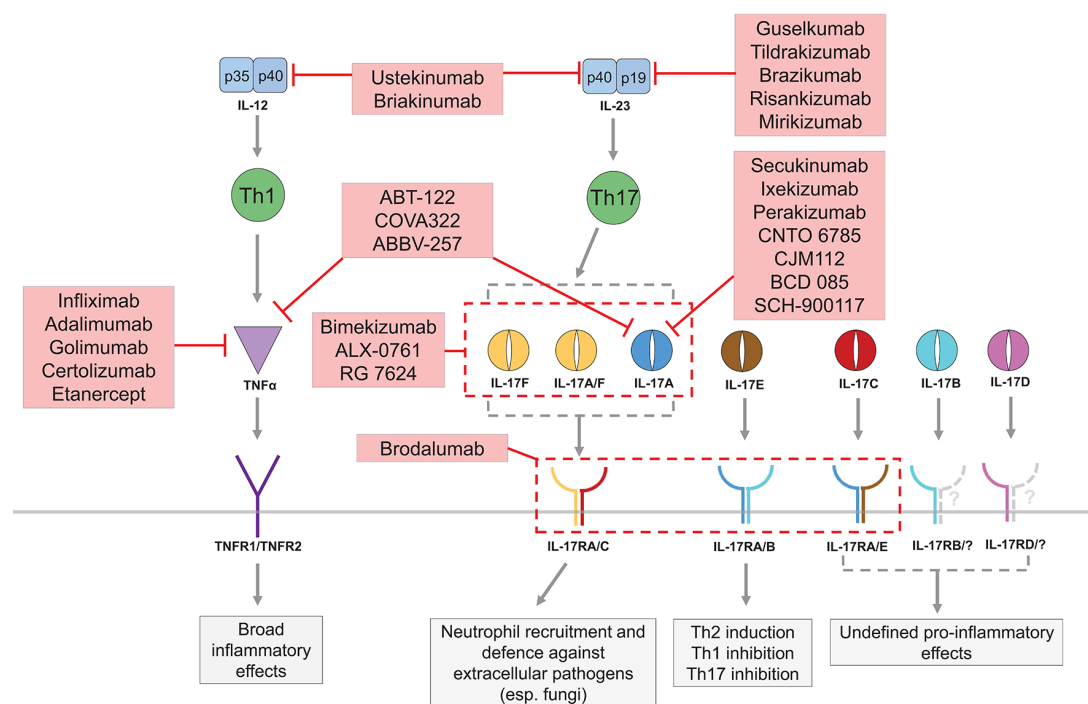 p35 p40
IL-12
Ustekinumab
Briakinumab
p40 p19
IL-23
Guselkumab
Tildrakizumab
Brazikumab
Risankizumab
Mirikizumab
Th1
ABT-122
COVA322
ABBV-257
Th17
Secukinumab
Ixekizumab
Perakizumab
CNTO 6785
CJM112
BCD 085
SCH-900117
Infliximab
Adalimumab
Golimumab
Certolizumab
Etanercept
TNFα
Bimekizumab
ALX-0761
RG 7624
IL-17F
IL-17A/F
IL-17A
IL-17E
IL-17C
IL-17B
IL-17D
Brodalumab
?
?
TNFR1/TNFR2
IL-17RA/C
IL-17RA/B
IL-17RA/E
IL-17RB/?
IL-17RD/?
Broad
inflammatory
effects
Neutrophil recruitment and
defence against
extracellular pathogens
(esp. fungi)
Th2 induction
Th1 inhibition
Th17 inhibition
Undefined pro-inflammatory
effects